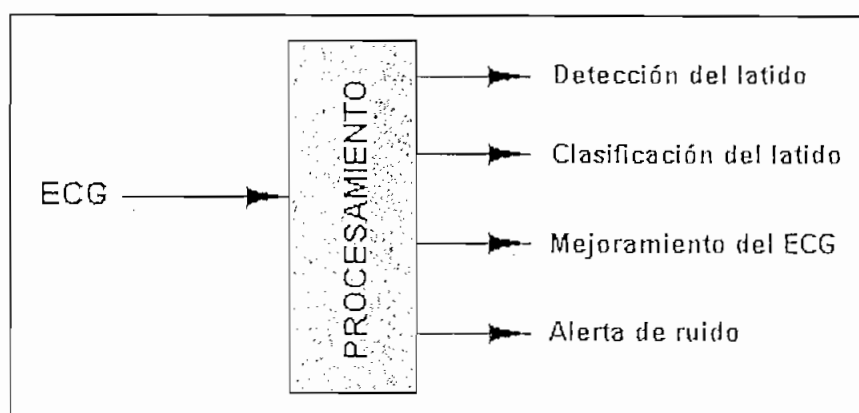 ECG
PROCESAMIENTO
Detección del latido
Clasificación del latido
Mejoramiento del ECG
Alerta de ruido